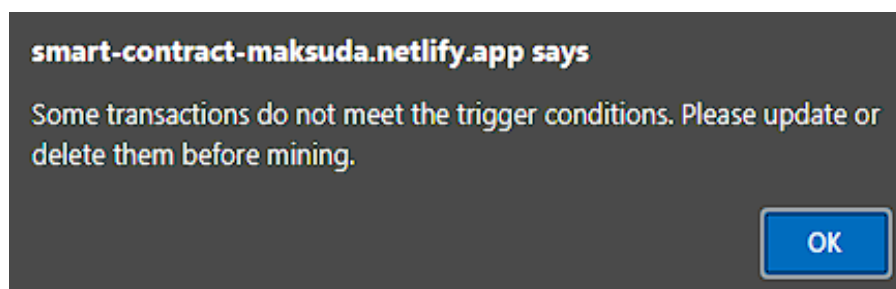 smart-contract-maksuda.netlify.app says
Some transactions do not meet the trigger conditions. Please update or
delete them before mining.
OK